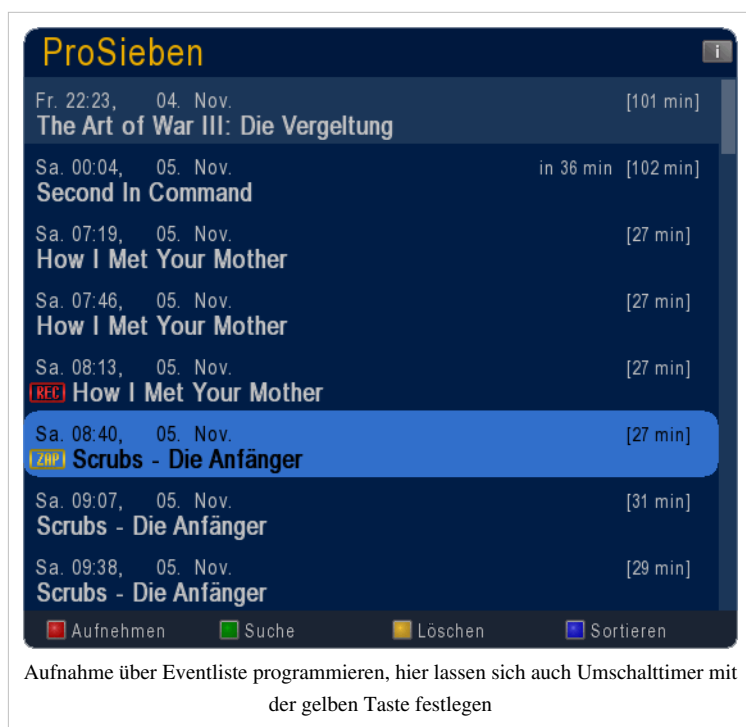 ProSieben
i
Fr. 22:23, 04. Nov. [101 min]
The Art of War III: Die Vergeltung
Sa. 00:04, 05. Nov. in 36 min [102 min]
Second In Command
Sa. 07:19, 05. Nov. [27 min]
How I Met Your Mother
Sa. 07:46, 05. Nov. [27 min]
How I Met Your Mother
Sa. 08:13, 05. Nov. [27 min]
REC How I Met Your Mother
Sa. 08:40, 05. Nov. [27 min]
ZAP Scrubs - Die Anfänger
Sa. 09:07, 05. Nov. [31 min]
Scrubs - Die Anfänger
Sa. 09:38, 05. Nov. [29 min]
Scrubs - Die Anfänger
Aufnehmen Suche Löschen Sortieren
Aufnahme über Eventliste programmieren, hier lassen sich auch Umschalttimer mit
der gelben Taste festlegen